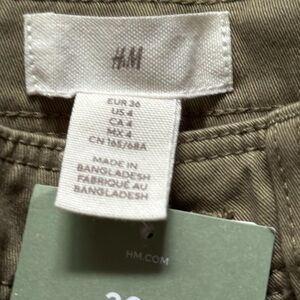 H&M
EUR 36
US 4
CA 4
MX 4
CN 165/68A
MADE IN
BANGLADESH
FABRIQUÉ AU
BANGLADESH
HM.COM